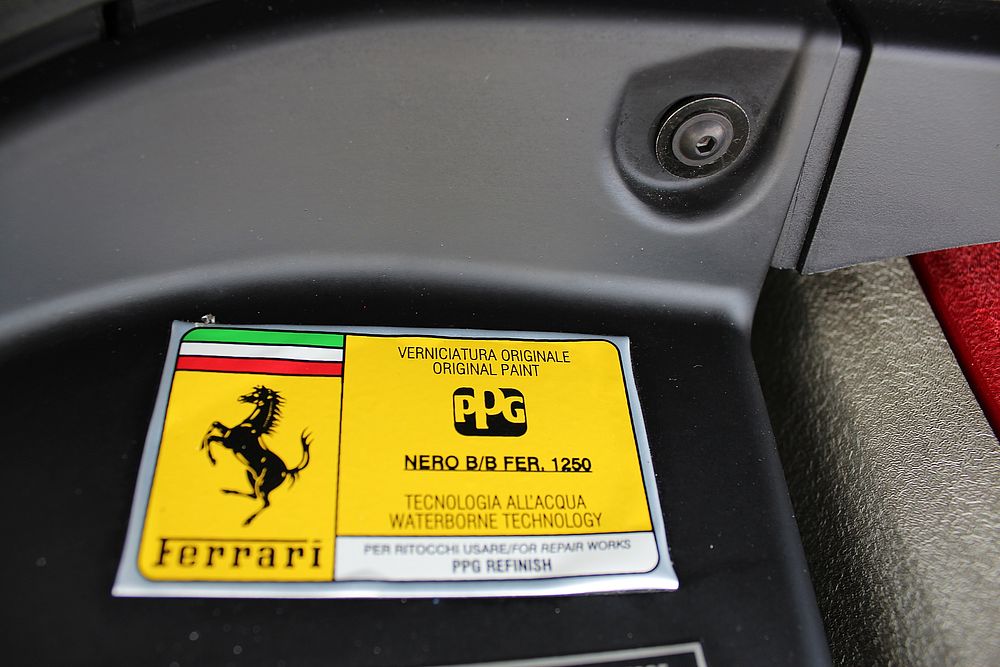 VERNICIATURA ORIGINALE
ORIGINAL PAINT
PPG
NERO B/B FER. 1250
TECNOLOGIA ALL'ACQUA
WATERBORNE TECHNOLOGY
Ferrari
PER RITOCCHI USARE/FOR REPAIR WORKS
PPG REFINISH